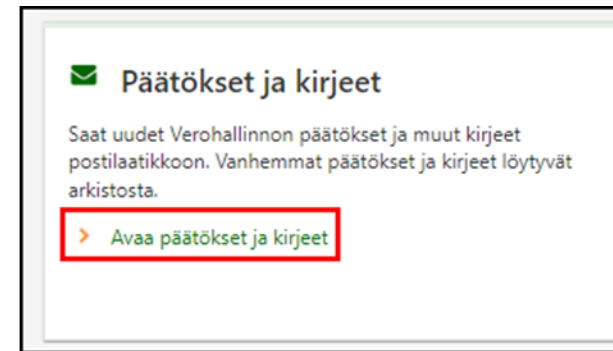 Päätökset ja kirjeet
Saat uudet Verohallinnon päätökset ja muut kirjeet
postilaatikkoon. Vanhemmat päätökset ja kirjeet löytyvät
arkistosta.
Avaa päätökset ja kirjeet